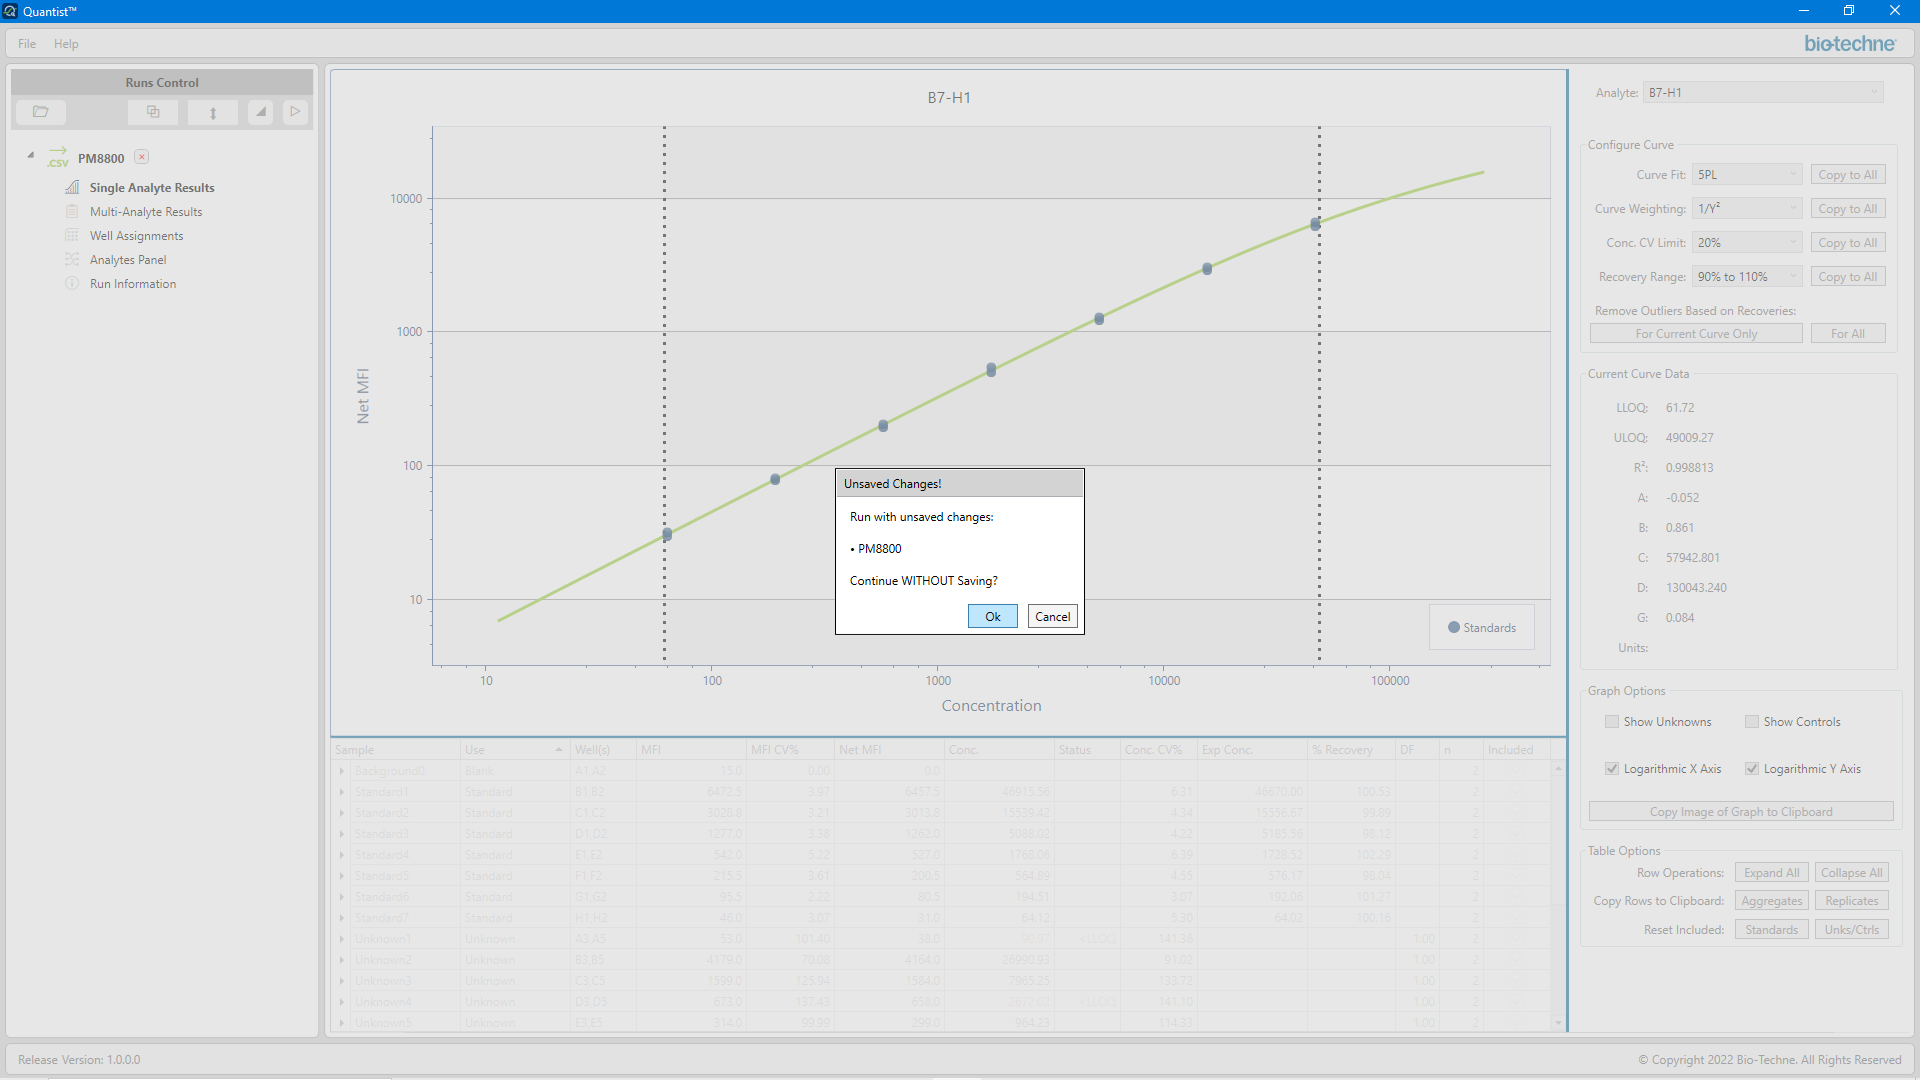 Quantist™
File Help
bio-techne
Runs Control
.CSV PM8800
Single Analyte Results
Multi-Analyte Results
Well Assignments
Analytes Panel
Run Information
B7-H1
10000
1000
100
10
Net MFI
10 100 1000 10000 100000
Concentration
Standards
Unsaved Changes!
Run with unsaved changes:
• PM8800
Continue WITHOUT Saving?
Ok Cancel
Sample Use Well(s) MFI MFI CV% Net MFI Conc. Status Conc. CV% Exp Conc. % Recovery DF n Included
Background0 Blank A1,A2 15.0 0.00 0.0 2
Standard1 Standard B1,B2 6472.5 3.97 6457.5 46915.56 6.31 46670.00 100.53 2
Standard2 Standard C1,C2 3028.8 3.21 3013.8 15539.42 4.34 15556.67 99.89 2
Standard3 Standard D1,D2 1277.0 3.38 1262.0 5088.02 4.22 5185.56 98.12 2
Standard4 Standard E1,E2 542.0 5.22 527.0 1768.06 6.39 1728.52 102.29 2
Standard5 Standard F1,F2 215.5 3.61 200.5 564.89 4.55 576.17 98.04 2
Standard6 Standard G1,G2 95.5 2.22 80.5 194.51 3.07 192.06 101.27 2
Standard7 Standard H1,H2 46.0 3.07 31.0 64.12 5.30 64.02 100.16 2
Unknown1 Unknown A3,A5 53.0 101.40 38.0 <LLOQ 141.36 1.00 2
Unknown2 Unknown B3,B5 4179.0 70.08 4164.0 26990.93 91.02 1.00 2
Unknown3 Unknown C3,C5 1599.0 125.94 1584.0 7965.25 133.72 1.00 2
Unknown4 Unknown D3,D5 673.0 137.43 658.0 <LLOQ 141.10 1.00 2
Unknown5 Unknown E3,E5 314.0 99.99 299.0 964.23 114.33 1.00 2
Analyte: B7-H1
Configure Curve
Curve Fit: 5PL Copy to All
Curve Weighting: 1/Y² Copy to All
Conc. CV Limit: 20% Copy to All
Recovery Range: 90% to 110% Copy to All
Remove Outliers Based on Recoveries:
For Current Curve Only For All
Current Curve Data
LLOQ: 61.72
ULOQ: 49009.27
R²: 0.998813
A: -0.052
B: 0.861
C: 57942.801
D: 130043.240
G: 0.084
Units:
Graph Options
Show Unknowns Show Controls
Logarithmic X Axis Logarithmic Y Axis
Copy Image of Graph to Clipboard
Table Options
Row Operations: Expand All Collapse All
Copy Rows to Clipboard: Aggregates Replicates
Reset Included: Standards Unks/Ctrls
Release Version: 1.0.0.0
© Copyright 2022 Bio-Techne. All Rights Reserved